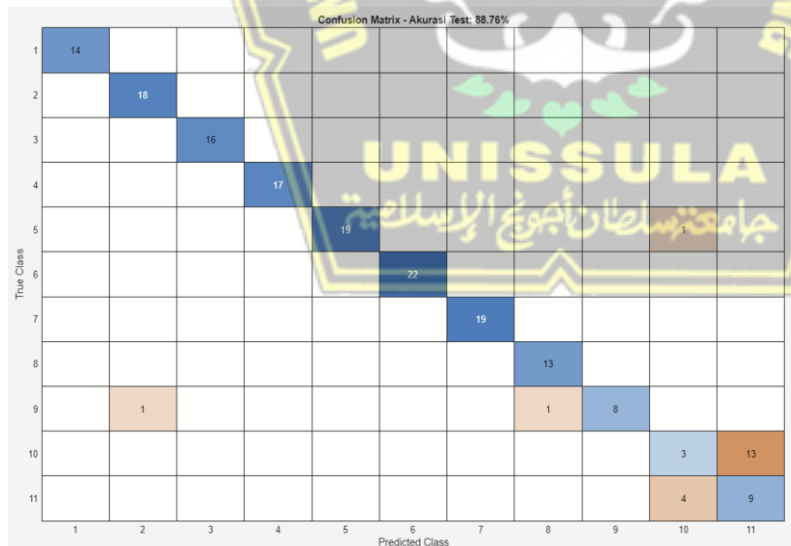 Confusion Matrix - Akurasi Test: 88.76%
UNISSULA
جامعنسلطان أجونج الإسلامية
True Class
1 14
2 18
3 16
4 17
5 19 1
6 22
7 19
8 13
9 1 1 8
10 3 13
11 4 9
1 2 3 4 5 6 7 8 9 10 11
Predicted Class